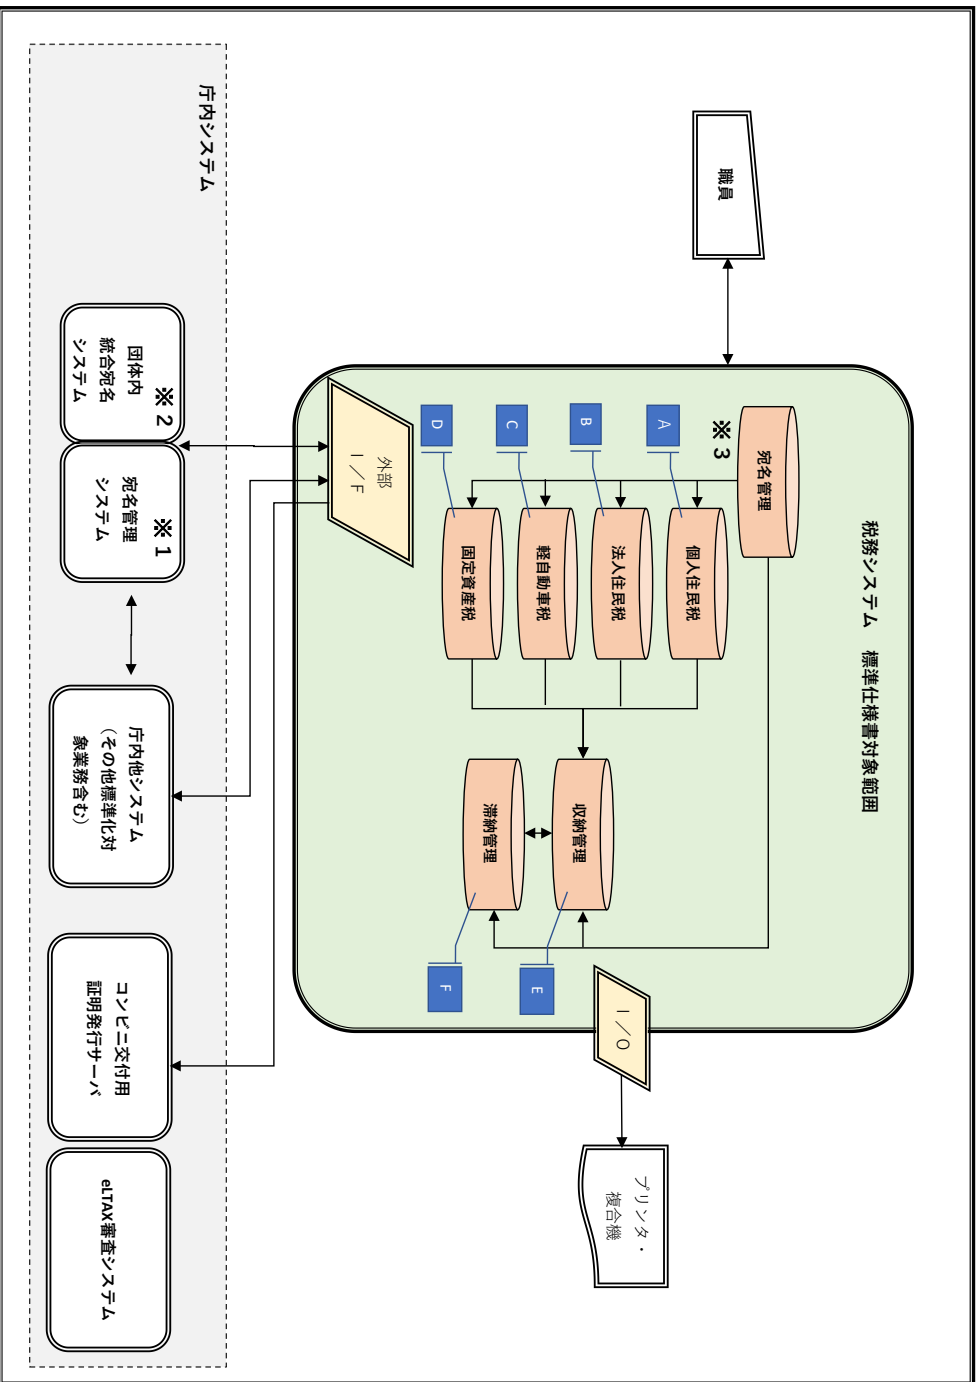 税務システム　標準仕様書対象範囲
職員
宛名管理
※３
A
B
C
D
個人住民税
法人住民税
軽自動車税
固定資産税
収納管理
滞納管理
E
F
I／O
プリンタ・
複合機
外部
I／F
庁内システム
※２
団体内
統合宛名
システム
※１
宛名管理
システム
庁内他システム
（その他標準化対
象業務含む）
コンビニ交付用
証明発行サーバ
eLTAX審査システム